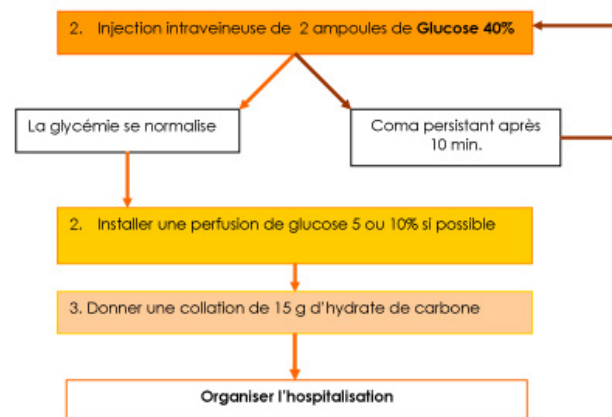 2. Injection intraveineuse de 2 ampoules de Glucose 40%
La glycémie se normalise
Coma persistant après
10 min.
2. Installer une perfusion de glucose 5 ou 10% si possible
3. Donner une collation de 15 g d'hydrate de carbone
Organiser l'hospitalisation